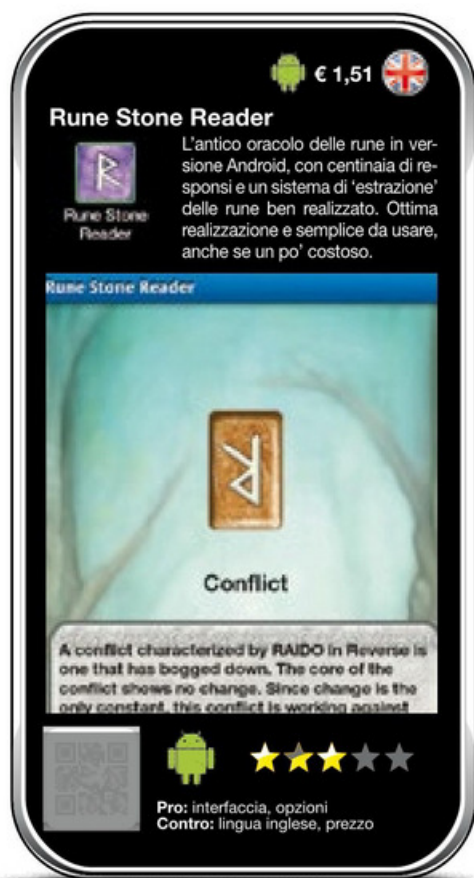 € 1,51
Rune Stone Reader
L'antico oracolo delle rune in ver-
sione Android, con centinaia di re-
sponsi e un sistema di 'estrazione'
delle rune ben realizzato. Ottima
realizzazione e semplice da usare,
anche se un po' costoso.
Rune Stone
Reader
Rune Stone Reader
Conflict
A conflict characterized by RAIDO in Reverse is
one that has bogged down. The core of the
conflict shows no change. Since change is the
only constant, this conflict is working against
Pro: interfaccia, opzioni
Contro: lingua inglese, prezzo